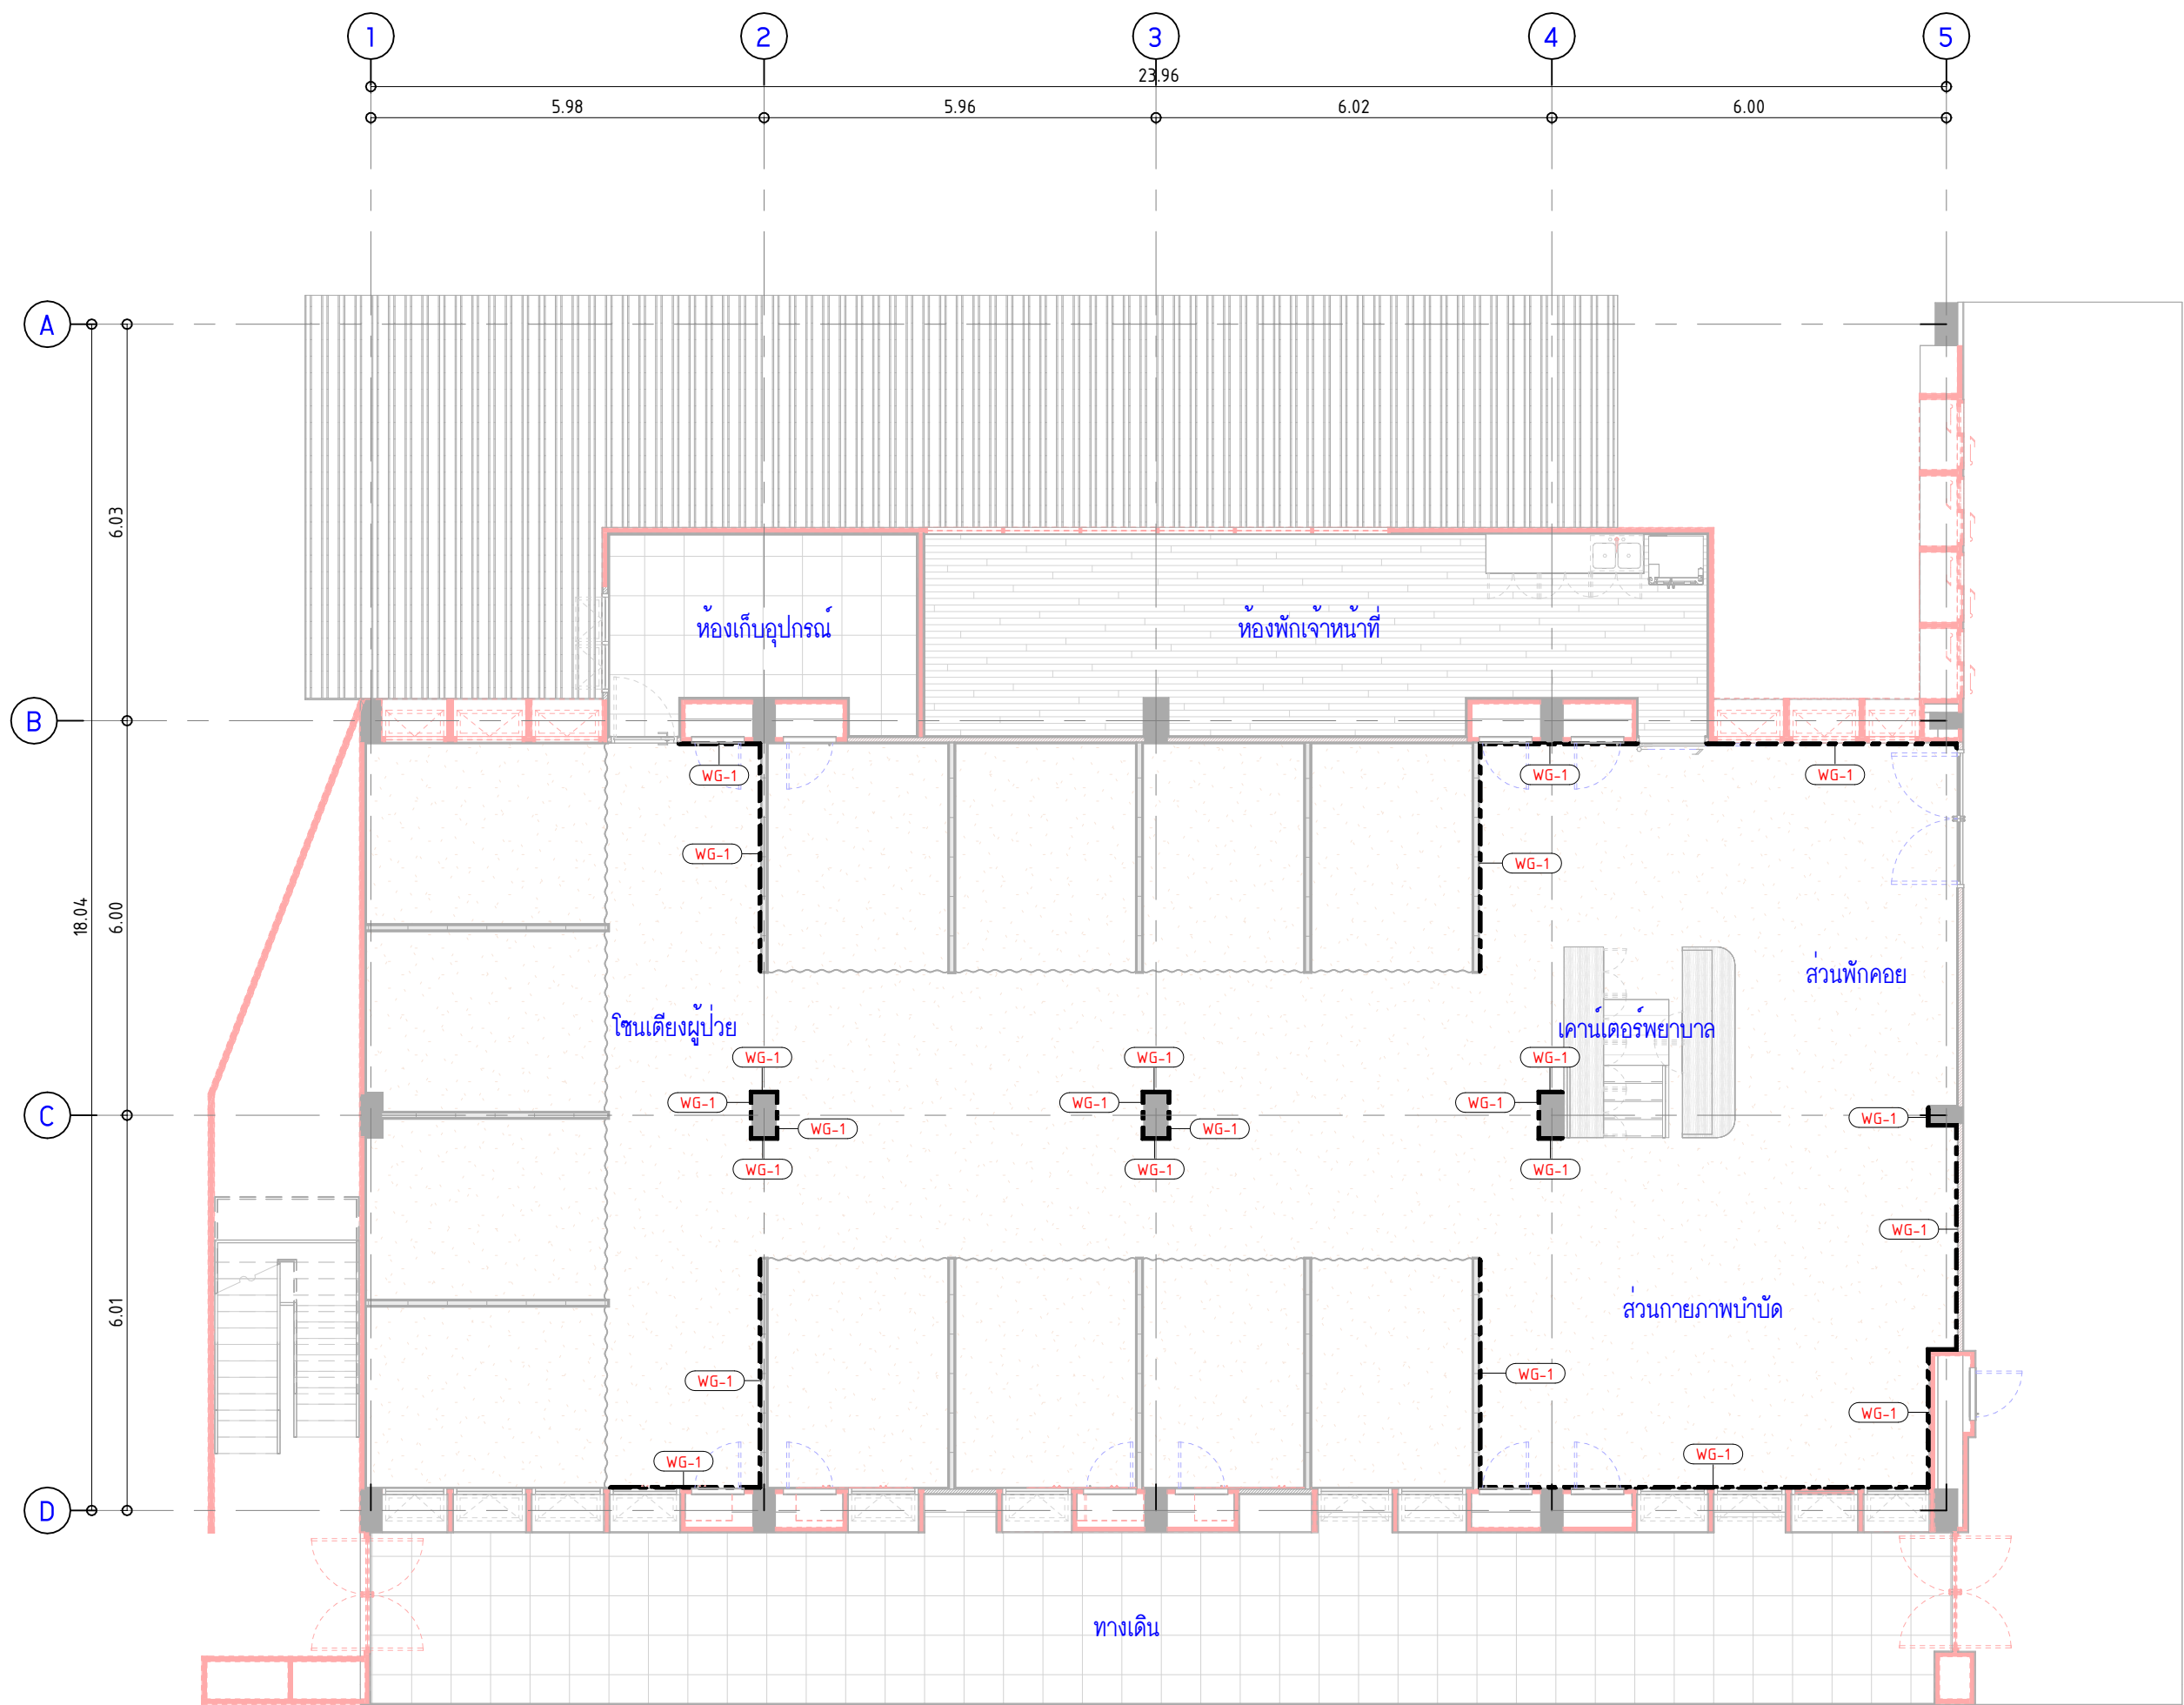 1 2 3 4 5
23.96
5.98 5.96 6.02 6.00
A
6.03
ห้องเก็บอุปกรณ์ ห้องพักเจ้าหน้าที่
B
WG-1 WG-1 WG-1
WG-1 WG-1
18.04 6.00
ส่วนพักคอย
โซนเตียงผู้ป่วย เคาน์เตอร์พยาบาล
WG-1 WG-1 WG-1
WG-1 WG-1 WG-1
C
WG-1
WG-1 WG-1
WG-1 WG-1 WG-1
WG-1
6.01
ส่วนกายภาพบำบัด
WG-1 WG-1
WG-1
WG-1 WG-1
D
ทางเดิน